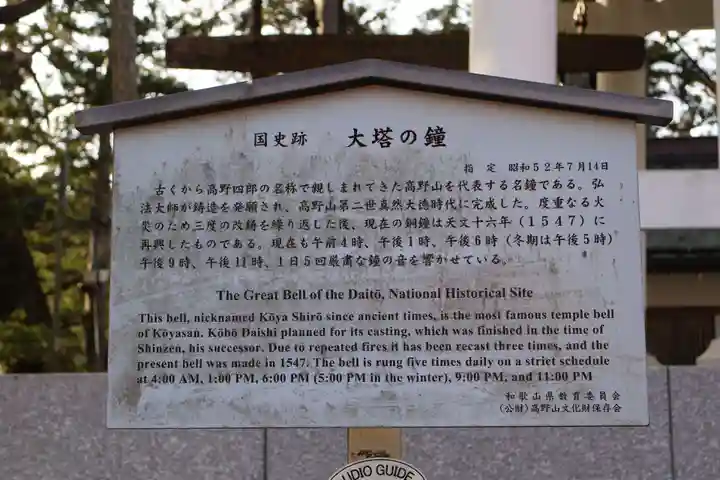 国史跡 大塔の鐘
指定 昭和52年7月14日
古くから高野四郎の名称で親しまれてきた高野山を代表する名鐘である。弘
法大師が鋳造を発願され、高野山第二世真然大徳時代に完成した。度重なる火
災のため三度の改鋳を繰り返した後、現在の銅鐘は天文十六年（1547）に
再興したものである。現在も午前4時、午後1時、午後6時（冬期は午後5時）
午後9時、午後11時、1日5回厳粛な鐘の音を響かせている。
The Great Bell of the Daitō, National Historical Site
This bell, nicknamed Kōya Shirō since ancient times, is the most famous temple bell
of Kōyasan. Kōbō Daishi planned for its casting, which was finished in the time of
Shinzen, his successor. Due to repeated fires it has been recast three times, and the
present bell was made in 1547. The bell is rung five times daily on a strict schedule
at 4:00 AM, 1:00 PM, 6:00 PM (5:00 PM in the winter), 9:00 PM, and 11:00 PM
和歌山県教育委員会
（公財）高野山文化財保存会
AUDIO GUIDE